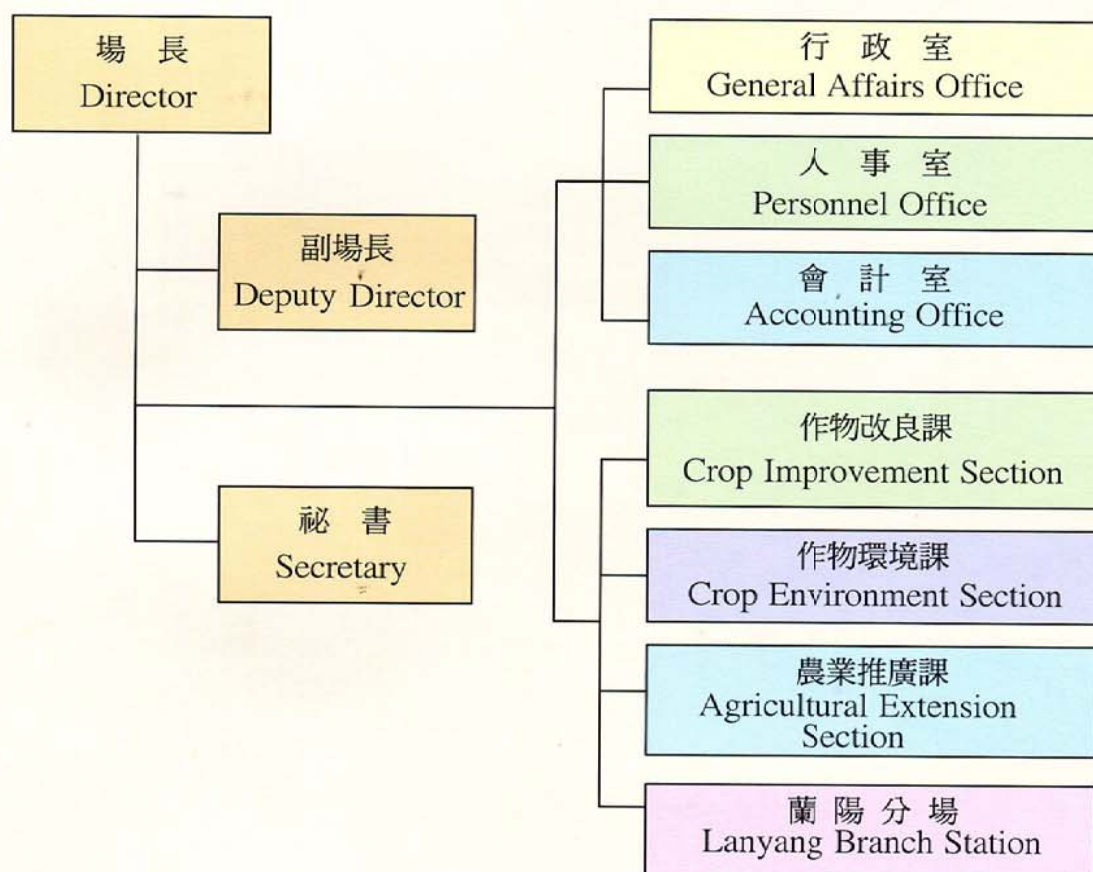 場 長
Director
副場長
Deputy Director
祕 書
Secretary
行 政 室
General Affairs Office
人 事 室
Personnel Office
會 計 室
Accounting Office
作物改良課
Crop Improvement Section
作物環境課
Crop Environment Section
農業推廣課
Agricultural Extension
Section
蘭 陽 分 場
Lanyang Branch Station